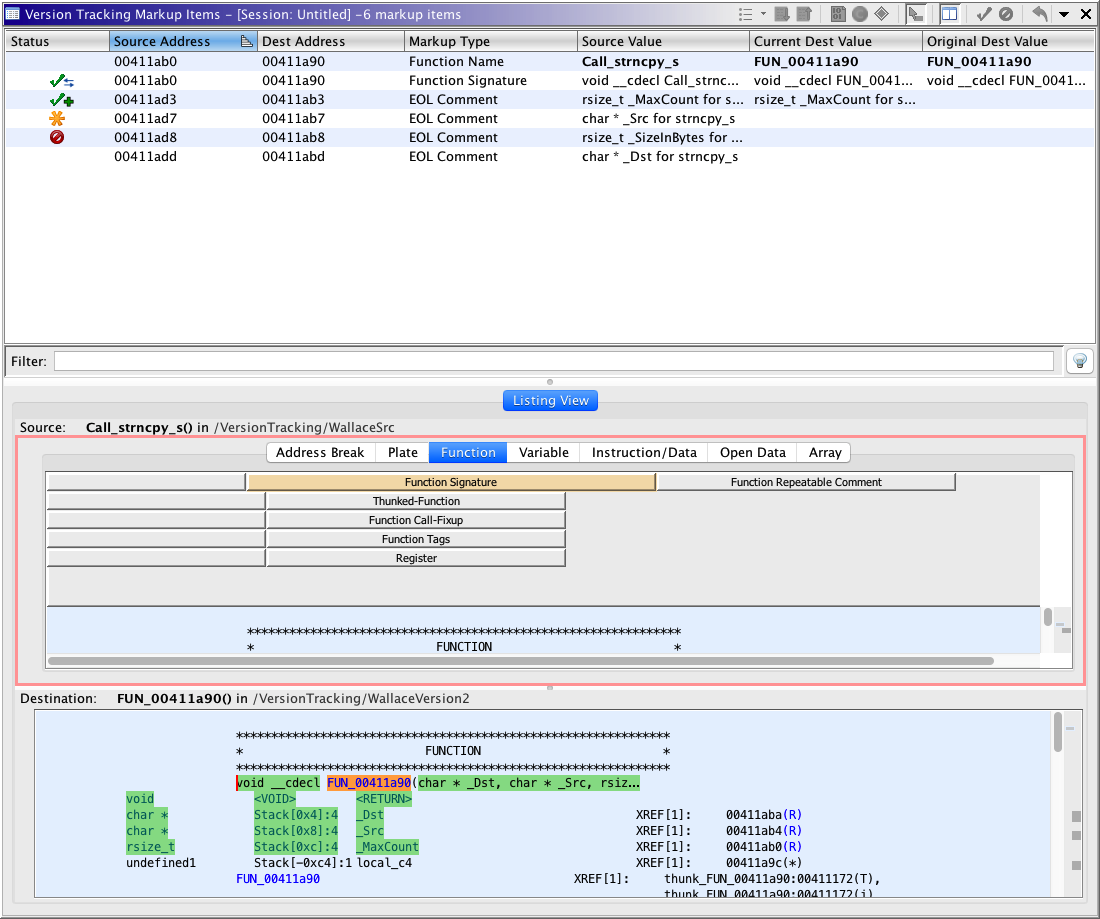 Version Tracking Markup Items – [Session: Untitled] –6 markup items
Status Source Address Dest Address Markup Type Source Value Current Dest Value Original Dest Value
00411ab0 00411a90 Function Name Call_strncpy_s FUN_00411a90 FUN_00411a90
00411ab0 00411a90 Function Signature void __cdecl Call_strnc... void __cdecl FUN_0041... void __cdecl FUN_0041...
00411ad3 00411ab3 EOL Comment rsize_t _MaxCount for s... rsize_t _MaxCount for s...
00411ad7 00411ab7 EOL Comment char * _Src for strncpy_s
00411ad8 00411ab8 EOL Comment rsize_t _SizeInBytes for ...
00411add 00411abd EOL Comment char * _Dst for strncpy_s
Filter:
Listing View
Source: Call_strncpy_s() in /VersionTracking/WallaceSrc
Address Break Plate Function Variable Instruction/Data Open Data Array
Function Signature Function Repeatable Comment
Thunked-Function
Function Call-Fixup
Function Tags
Register
**************************************************************
* FUNCTION *
Destination: FUN_00411a90() in /VersionTracking/WallaceVersion2
**************************************************************
* FUNCTION *
**************************************************************
void __cdecl FUN_00411a90(char * _Dst, char * _Src, rsiz...
void <VOID> <RETURN>
char * Stack[0x4]:4 _Dst XREF[1]: 00411aba(R)
char * Stack[0x8]:4 _Src XREF[1]: 00411ab4(R)
rsize_t Stack[0xc]:4 _MaxCount XREF[1]: 00411ab0(R)
undefined1 Stack[-0xc4]:1 local_c4 XREF[1]: 00411a9c(*)
FUN_00411a90 XREF[1]: thunk_FUN_00411a90:00411172(T),
thunk_FUN_00411a90:00411172(j)